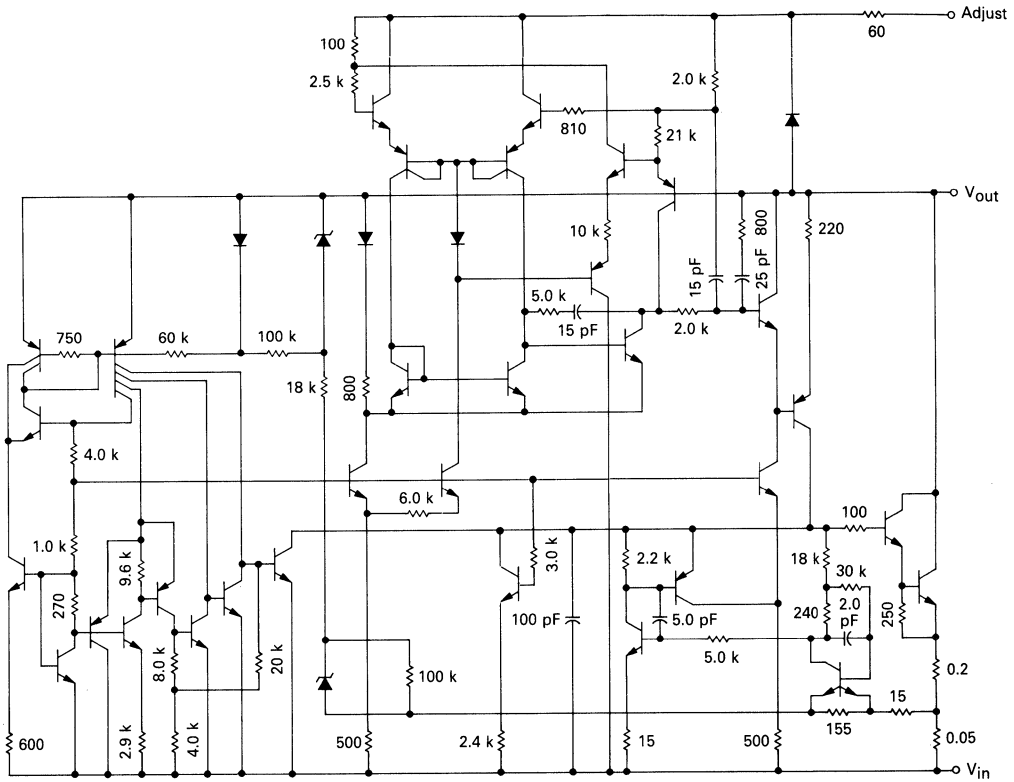 Adjust
60
100
2.5 k
2.0 k
810
21 k
Vout
10 k
15 pF
800
25 pF
220
5.0 k
15 pF
2.0 k
750
60 k
100 k
18 k
800
4.0 k
6.0 k
3.0 k
100
1.0 k
9.6 k
2.2 k
18 k
30 k
270
100 pF
5.0 pF
240
2.0
pF
250
8.0 k
20 k
5.0 k
100 k
0.2
15
155
600
2.9 k
4.0 k
500
2.4 k
15
500
0.05
Vin